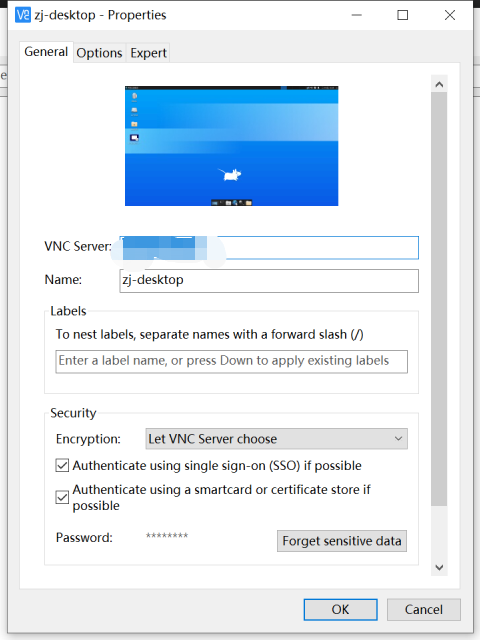 zj-desktop - Properties
General Options Expert
VNC Server:
Name: zj-desktop
Labels
To nest labels, separate names with a forward slash (/)
Enter a label name, or press Down to apply existing labels
Security
Encryption: Let VNC Server choose
Authenticate using single sign-on (SSO) if possible
Authenticate using a smartcard or certificate store if
possible
Password: ******** Forget sensitive data
OK Cancel